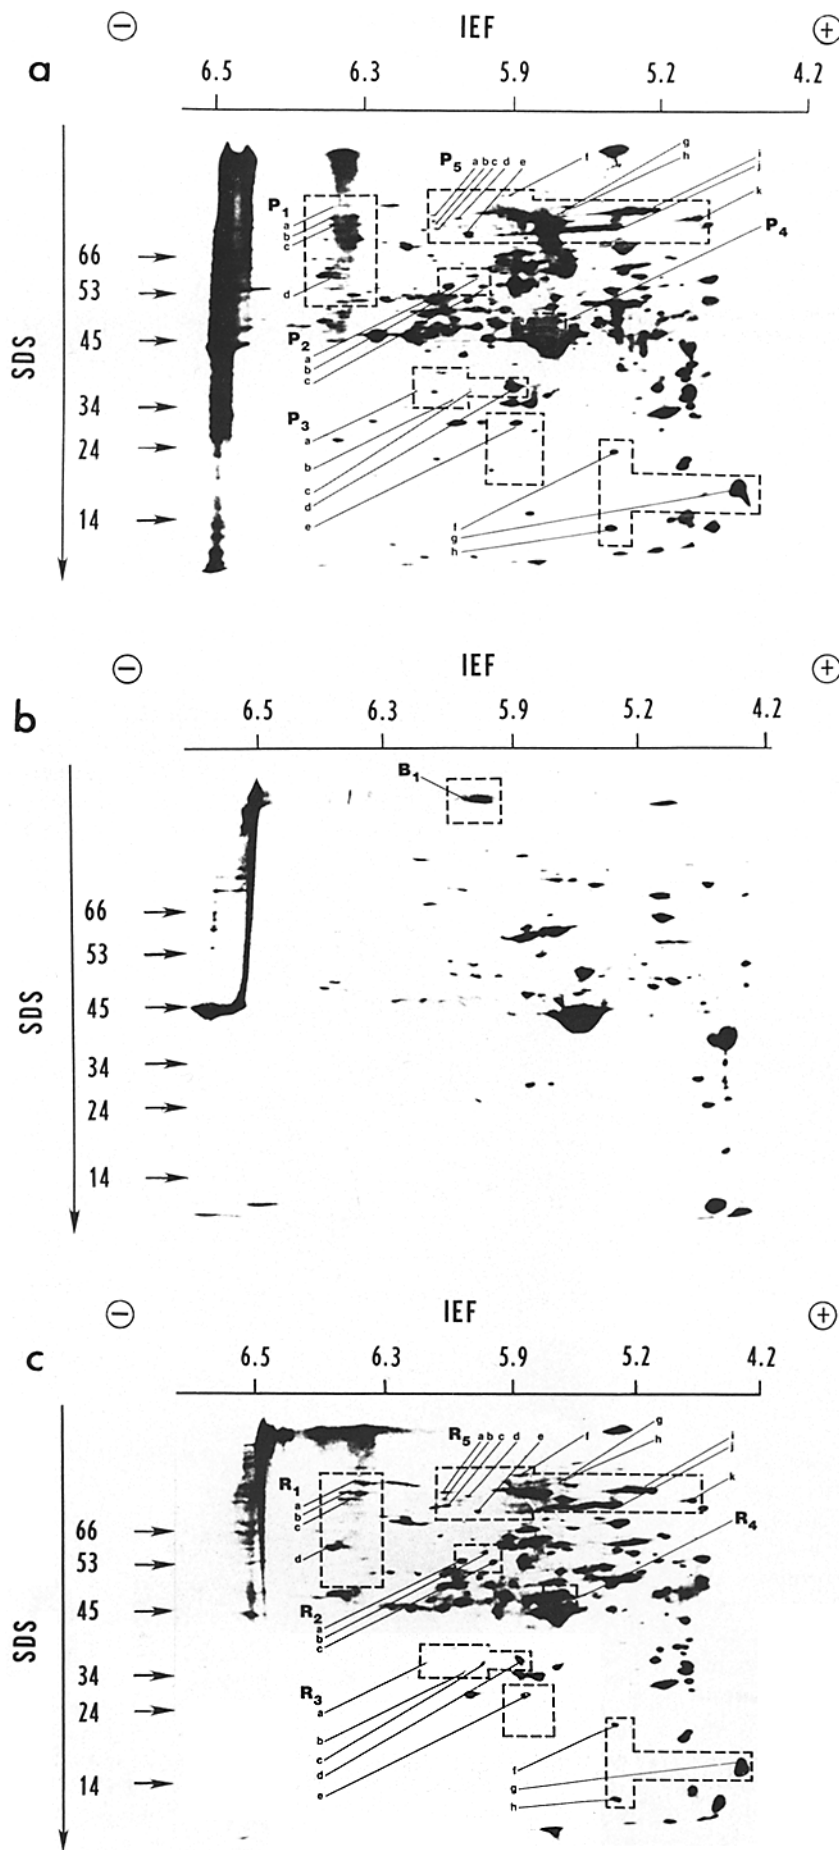 ⊖ IEF ⊕
a
6.5 6.3 5.9 5.2 4.2
P5 a b c d e f g h i j k
P1
a
b
c
d
P4
66
53
45
34
24
14
SDS
P2
a
b
c
P3
a
b
c
d
e
f
g
h
⊖ IEF ⊕
b
6.5 6.3 5.9 5.2 4.2
B1
66
53
45
34
24
14
SDS
⊖ IEF ⊕
c
6.5 6.3 5.9 5.2 4.2
R5 a b c d e f g h i j k
R1
a
b
c
d
R4
66
53
45
34
24
14
SDS
R2
a
b
c
R3
a
b
c
d
e
f
g
h